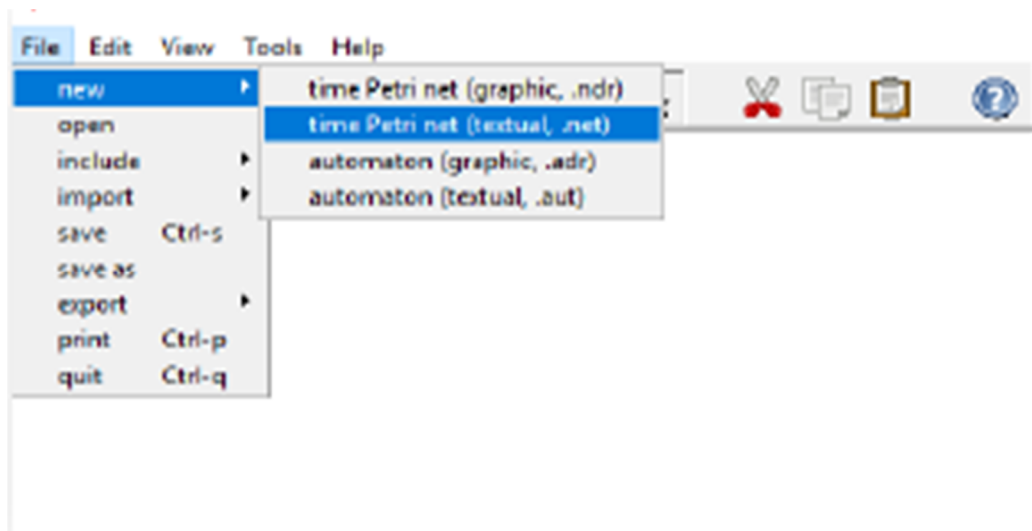 File Edit View Tools Help
new
open
include
import
save Ctrl-s
save as
export
print Ctrl-p
quit Ctrl-q
time Petri net (graphic, .ndr)
time Petri net (textual, .net)
automaton (graphic, .adr)
automaton (textual, .aut)